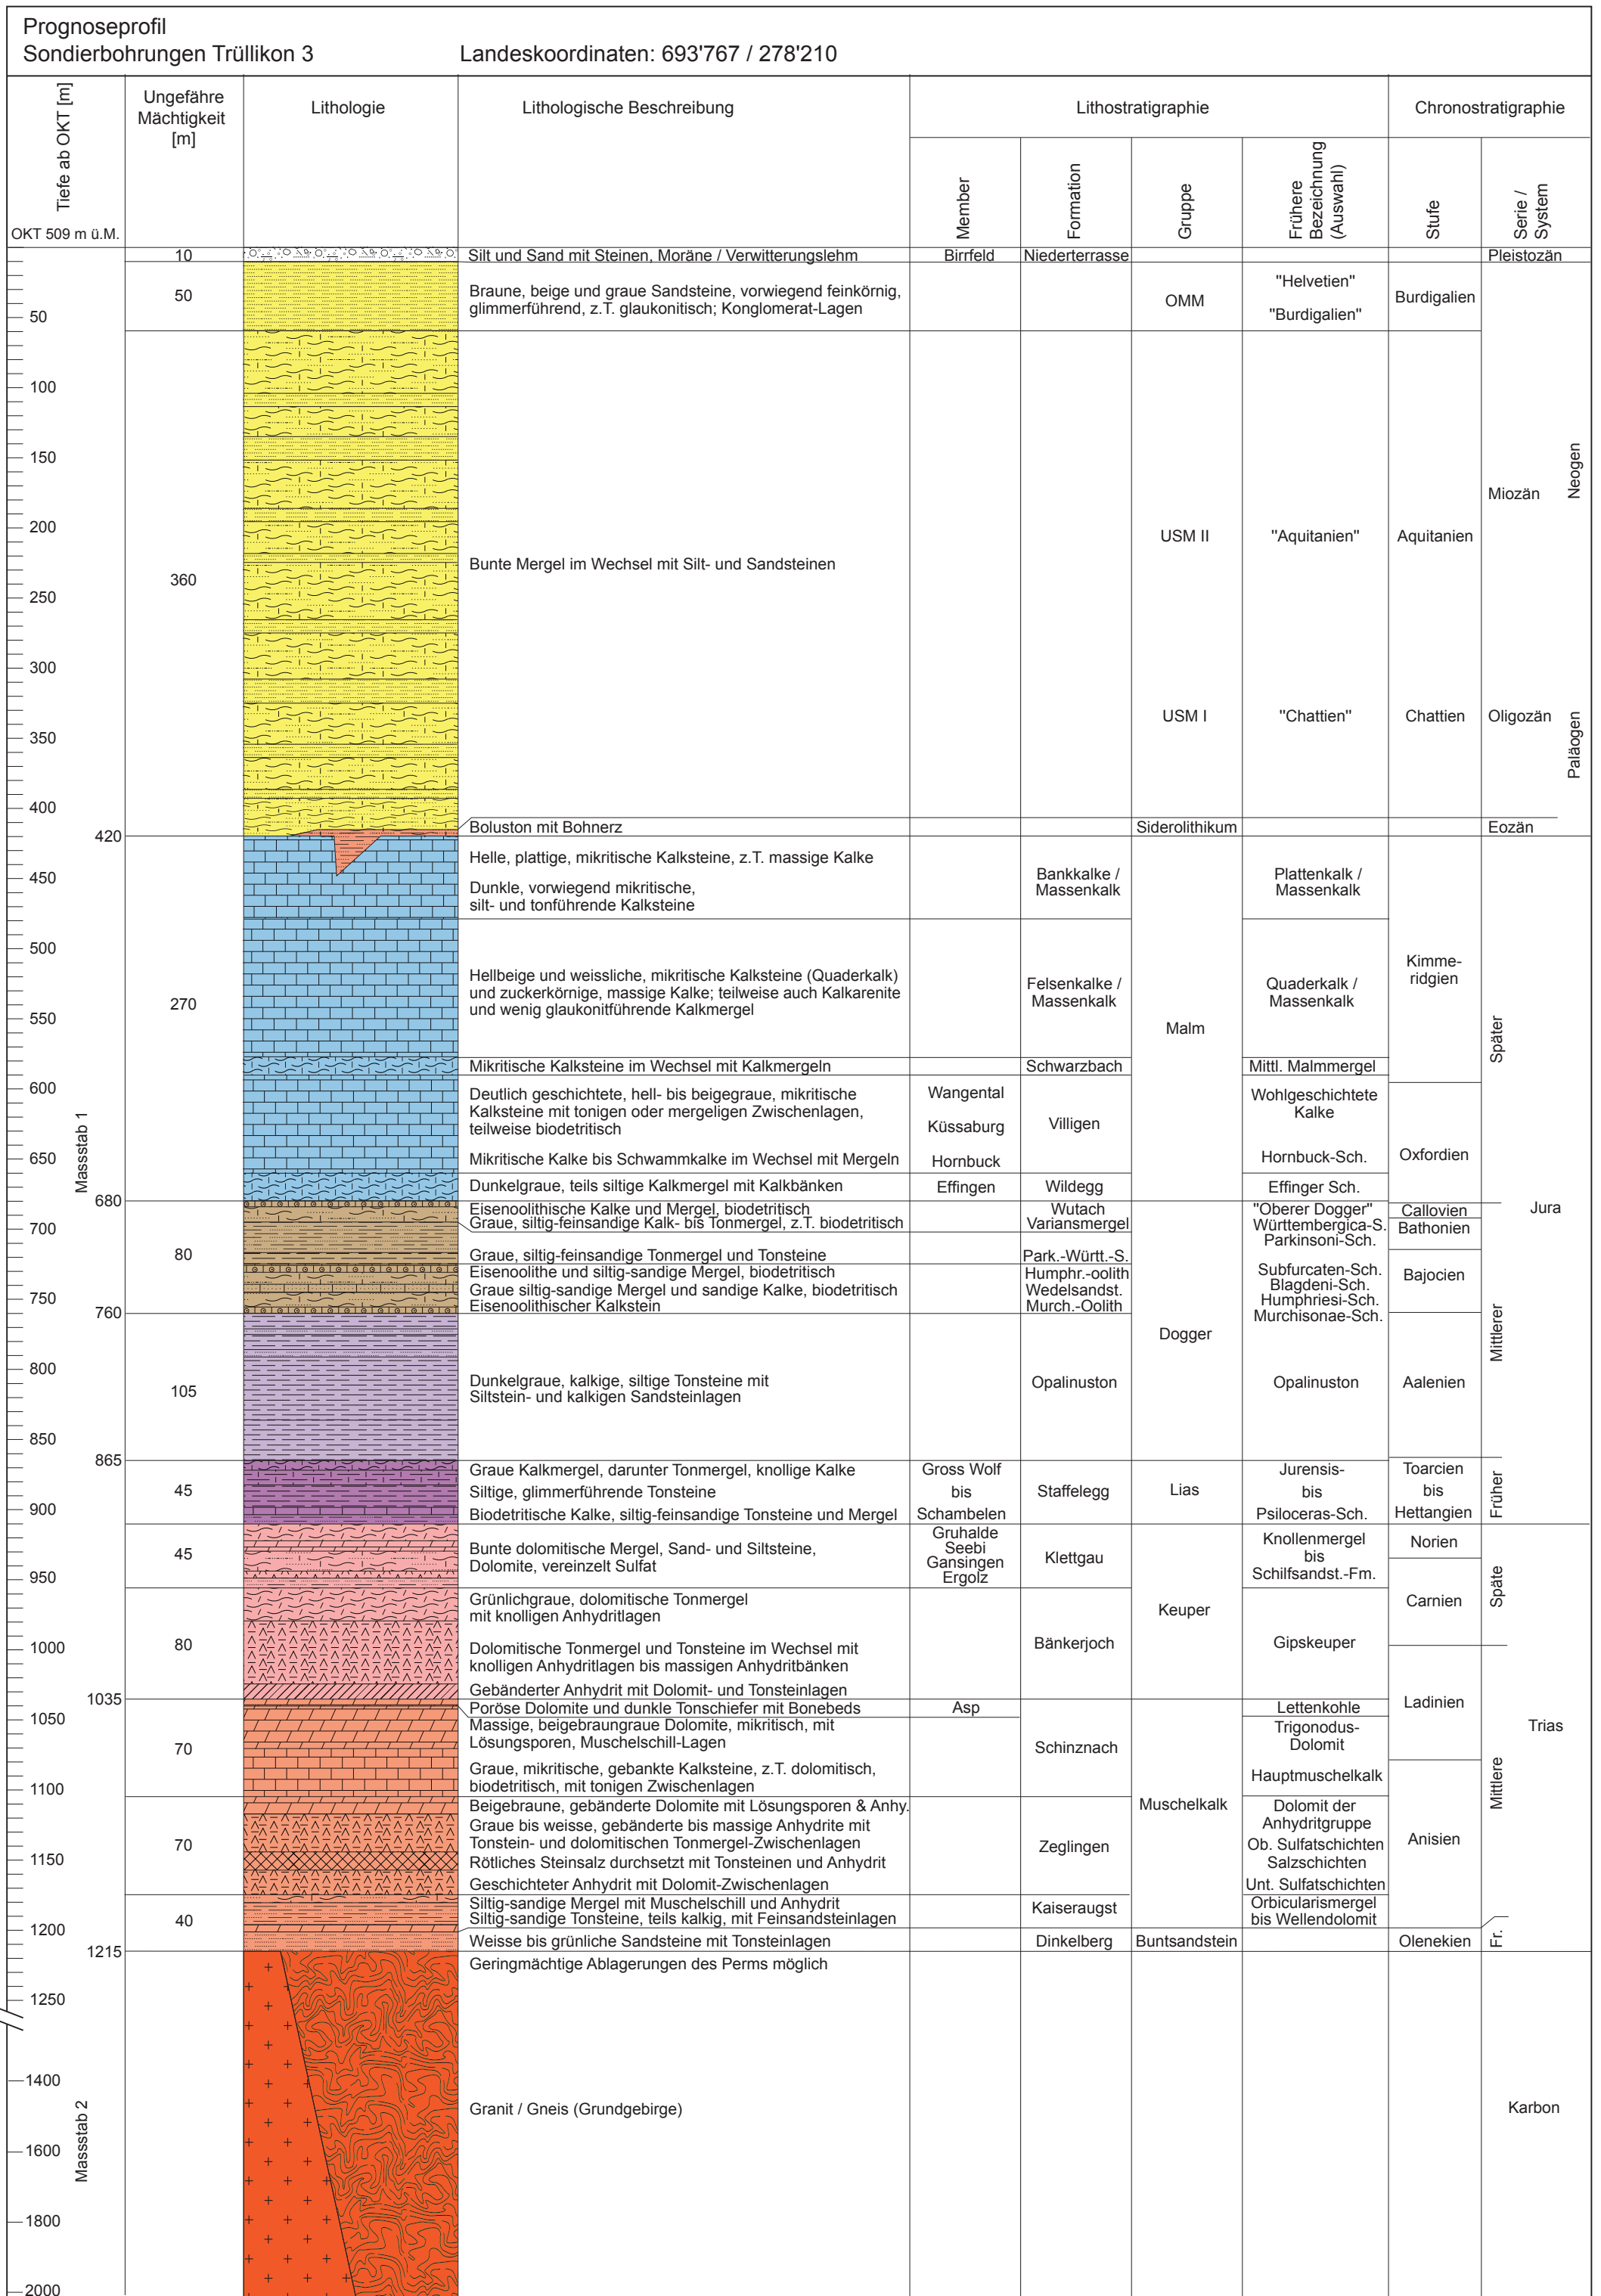 Prognoseprofil
Sondierbohrungen Trüllikon 3 Landeskoordinaten: 693'767 / 278'210
Tiefe ab OKT [m]
OKT 509 m ü.M.
Ungefähre
Mächtigkeit
[m]
Lithologie
Lithologische Beschreibung
Lithostratigraphie
Chronostratigraphie
Member
Formation
Gruppe
Frühere
Bezeichnung
(Auswahl)
Stufe
Serie /
System
10
Silt und Sand mit Steinen, Moräne / Verwitterungslehm
Birrfeld
Niederterrasse
Pleistozän
50
50
Braune, beige und graue Sandsteine, vorwiegend feinkörnig,
glimmerführend, z.T. glaukonitisch; Konglomerat-Lagen
OMM
"Helvetien"
"Burdigalien"
Burdigalien
100
150
200
250
300
350
400
360
Bunte Mergel im Wechsel mit Silt- und Sandsteinen
USM II
"Aquitanien"
Aquitanien
Miozän
Neogen
USM I
"Chattien"
Chattien
Oligozän
Paläogen
Boluston mit Bohnerz
Siderolithikum
Eozän
420
450
500
550
600
650
Massstab 1
270
Helle, plattige, mikritische Kalksteine, z.T. massige Kalke
Dunkle, vorwiegend mikritische,
silt- und tonführende Kalksteine
Bankkalke /
Massenkalk
Plattenkalk /
Massenkalk
Hellbeige und weissliche, mikritische Kalksteine (Quaderkalk)
und zuckerkörnige, massige Kalke; teilweise auch Kalkarenite
und wenig glaukonitführende Kalkmergel
Felsenkalke /
Massenkalk
Malm
Quaderkalk /
Massenkalk
Kimme-
ridgien
Später
Mikritische Kalksteine im Wechsel mit Kalkmergeln
Schwarzbach
Mittl. Malmmergel
Deutlich geschichtete, hell- bis beigegraue, mikritische
Kalksteine mit tonigen oder mergeligen Zwischenlagen,
teilweise biodetritisch
Mikritische Kalke bis Schwammkalke im Wechsel mit Mergeln
Wangental
Küssaburg
Hornbuck
Villigen
Wohlgeschichtete
Kalke
Hornbuck-Sch.
Oxfordien
Dunkelgraue, teils siltige Kalkmergel mit Kalkbänken
Effingen
Wildegg
Effinger Sch.
680
700
750
80
Eisenoolithische Kalke und Mergel, biodetritisch
Graue, siltig-feinsandige Kalk- bis Tonmergel, z.T. biodetritisch
Wutach
Variansmergel
"Oberer Dogger"
Württembergica-S.
Parkinsoni-Sch.
Callovien
Bathonien
Jura
Graue, siltig-feinsandige Tonmergel und Tonsteine
Park.-Württ.-S.
Eisenoolithe und siltig-sandige Mergel, biodetritisch
Graue siltig-sandige Mergel und sandige Kalke, biodetritisch
Eisenoolithischer Kalkstein
Humphr.-oolith
Wedelsandst.
Murch.-Oolith
Subfurcaten-Sch.
Blagdeni-Sch.
Humphriesi-Sch.
Murchisonae-Sch.
Bajocien
Mittlerer
760
800
850
105
Dunkelgraue, kalkige, siltige Tonsteine mit
Siltstein- und kalkigen Sandsteinlagen
Opalinuston
Dogger
Opalinuston
Aalenien
865
900
45
Graue Kalkmergel, darunter Tonmergel, knollige Kalke
Siltige, glimmerführende Tonsteine
Biodetritische Kalke, siltig-feinsandige Tonsteine und Mergel
Gross Wolf
bis
Schambelen
Staffelegg
Lias
Jurensis-
bis
Psiloceras-Sch.
Toarcien
bis
Hettangien
Früher
45
950
Bunte dolomitische Mergel, Sand- und Siltsteine,
Dolomite, vereinzelt Sulfat
Gruhalde
Seebi
Gansingen
Ergolz
Klettgau
Knollenmergel
bis
Schilfsandst.-Fm.
Norien
Carnien
Späte
80
1000
Grünlichgraue, dolomitische Tonmergel
mit knolligen Anhydritlagen
Dolomitische Tonmergel und Tonsteine im Wechsel mit
knolligen Anhydritlagen bis massigen Anhydritbänken
Gebänderter Anhydrit mit Dolomit- und Tonsteinlagen
Bänkerjoch
Keuper
Gipskeuper
1035
1050
1100
70
Poröse Dolomite und dunkle Tonschiefer mit Bonebeds
Asp
Lettenkohle
Ladinien
Massige, beigebraungraue Dolomite, mikritisch, mit
Lösungsporen, Muschelschill-Lagen
Graue, mikritische, gebankte Kalksteine, z.T. dolomitisch,
biodetritisch, mit tonigen Zwischenlagen
Schinznach
Trigonodus-
Dolomit
Hauptmuschelkalk
Trias
Mittlere
70
1150
Beigebraune, gebänderte Dolomite mit Lösungsporen & Anhy.
Graue bis weisse, gebänderte bis massige Anhydrite mit
Tonstein- und dolomitischen Tonmergel-Zwischenlagen
Rötliches Steinsalz durchsetzt mit Tonsteinen und Anhydrit
Geschichteter Anhydrit mit Dolomit-Zwischenlagen
Zeglingen
Muschelkalk
Dolomit der
Anhydritgruppe
Ob. Sulfatschichten
Salzschichten
Unt. Sulfatschichten
Anisien
40
1200
Siltig-sandige Mergel mit Muschelschill und Anhydrit
Siltig-sandige Tonsteine, teils kalkig, mit Feinsandsteinlagen
Kaiseraugst
Orbicularismergel
bis Wellendolomit
Weisse bis grünliche Sandsteine mit Tonsteinlagen
Dinkelberg
Buntsandstein
Olenekien
Fr.
1215
1250
Geringmächtige Ablagerungen des Perms möglich
1400
1600
1800
2000
Massstab 2
Granit / Gneis (Grundgebirge)
Karbon